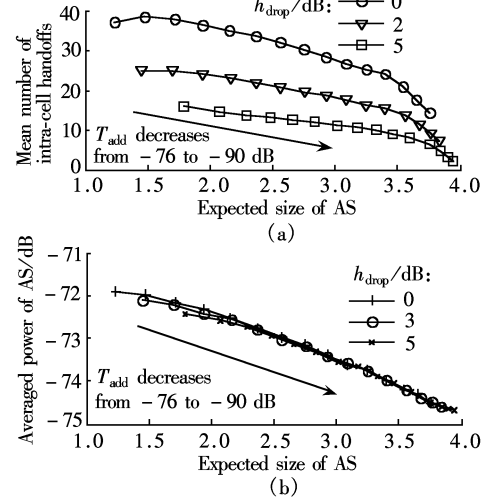 h_drop/dB:
0
2
5
40
30
20
10
0
Mean number of
intra-cell handoffs
T_add decreases
from −76 to −90 dB
1.0 1.5 2.0 2.5 3.0 3.5 4.0
Expected size of AS
(a)
−71
−72
−73
−74
−75
Averaged power of AS/dB
h_drop/dB:
0
3
5
T_add decreases
from −76 to −90 dB
1.0 1.5 2.0 2.5 3.0 3.5 4.0
Expected size of AS
(b)